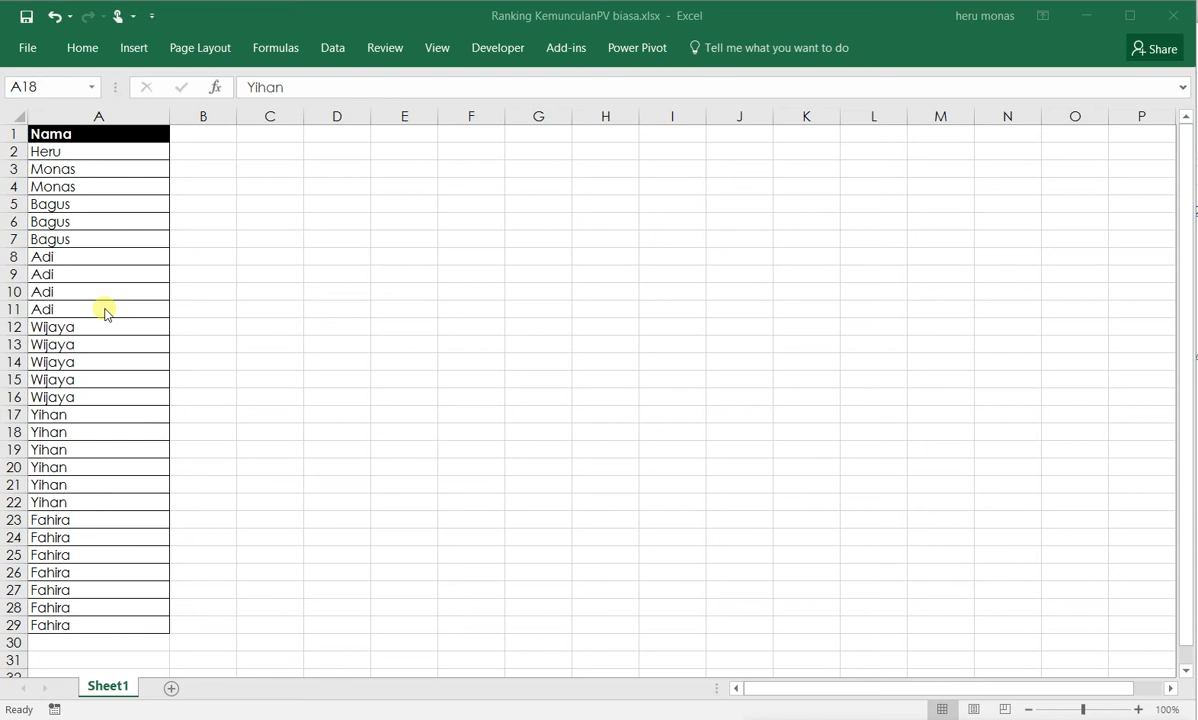 Ranking KemunculanPV biasa.xlsx - Excel
heru monas
File Home Insert Page Layout Formulas Data Review View Developer Add-ins Power Pivot Tell me what you want to do Share
A18 fx Yihan
A B C D E F G H I J K L M N O P
1 Nama
2 Heru
3 Monas
4 Monas
5 Bagus
6 Bagus
7 Bagus
8 Adi
9 Adi
10 Adi
11 Adi
12 Wijaya
13 Wijaya
14 Wijaya
15 Wijaya
16 Wijaya
17 Yihan
18 Yihan
19 Yihan
20 Yihan
21 Yihan
22 Yihan
23 Fahira
24 Fahira
25 Fahira
26 Fahira
27 Fahira
28 Fahira
29 Fahira
30
31
32
Sheet1
Ready 100%